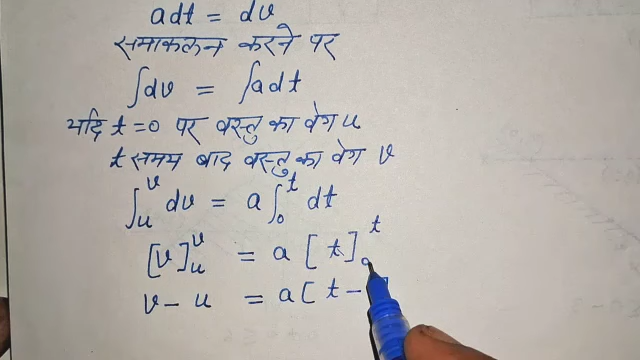 adt = dv
समाकलन करने पर
∫dv = ∫adt
यदि t=0 पर वस्तु का वेग u
t समय बाद वस्तु का वेग v
∫ᵤᵛ dv = a∫₀ᵗ dt
[v]ᵤᵛ = a [t]₀ᵗ
v - u = a[t -